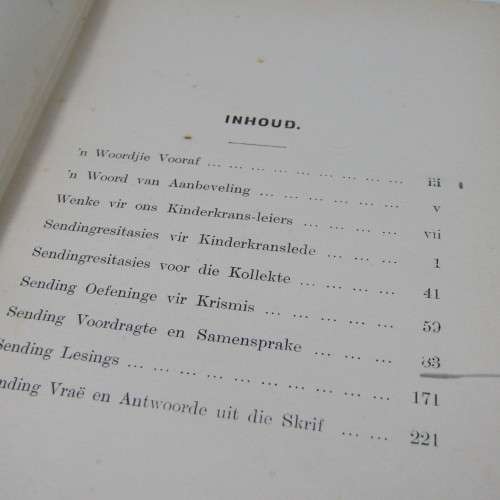 INHOUD.
'n Woordjie Vooraf ... ... ... ... ... ... ... ... iii
'n Woord van Aanbeveling ... ... ... ... ... ... v
Wenke vir ons Kinderkrans-leiers ... ... ... ... vii
Sendingresitasies vir Kinderkranslede ... ... ... 1
Sendingresitasies voor die Kollekte ... ... ... ... 41
Sending Oefeninge vir Krismis ... ... ... ... ... 59
Sending Voordragte en Samensprake ... ... ... 83
Sending Lesings ... ... ... ... ... ... ... ... ... 171
nding Vraë en Antwoorde uit die Skrif ... ... 221